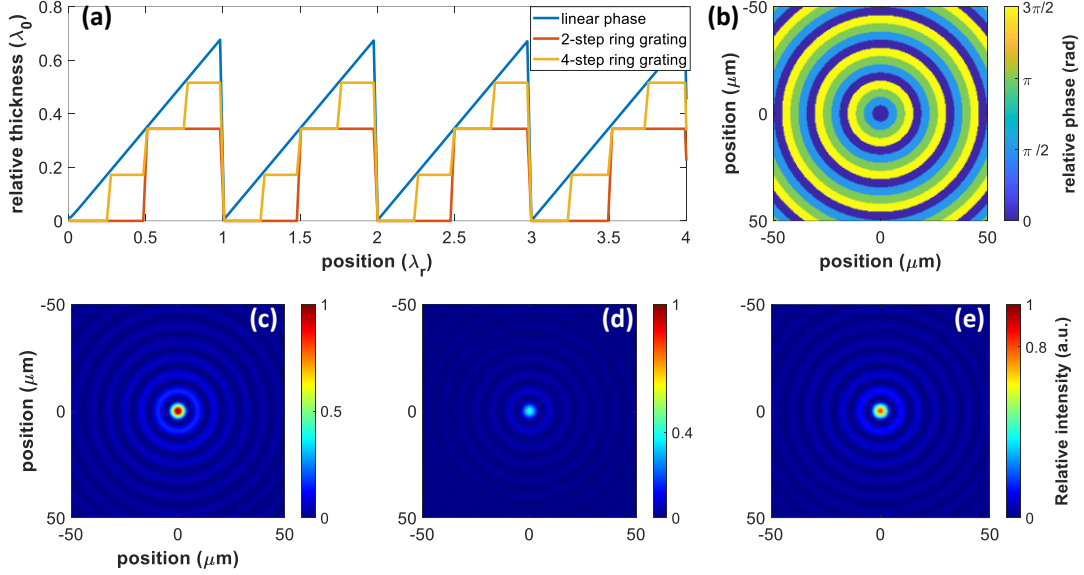 (a)
relative thickness (λ0)
0.8
0.6
0.4
0.2
0
linear phase
2-step ring grating
4-step ring grating
0
0.5
1
1.5
2
2.5
3
3.5
4
position (λr)
(b)
position (μm)
-50
0
50
-50
0
50
position (μm)
3π/2
π
π /2
0
relative phase (rad)
(c)
position (μm)
-50
0
50
-50
0
50
position (μm)
1
0.5
0
(d)
-50
0
50
-50
0
50
1
0.4
0
(e)
-50
0
50
-50
0
50
1
0.8
0
Relative intensity (a.u.)